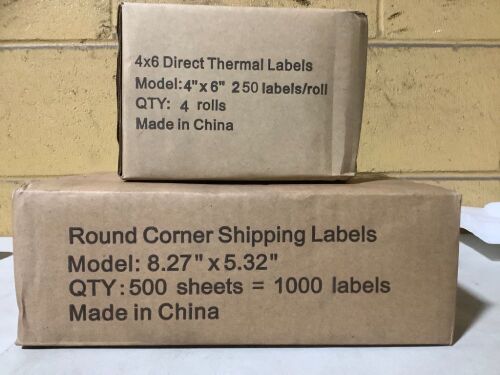 4x6 Direct Thermal Labels
Model: 4" x 6" 250 labels/roll
QTY: 4 rolls
Made in China
Round Corner Shipping Labels
Model: 8.27" x 5.32"
QTY: 500 sheets = 1000 labels
Made in China